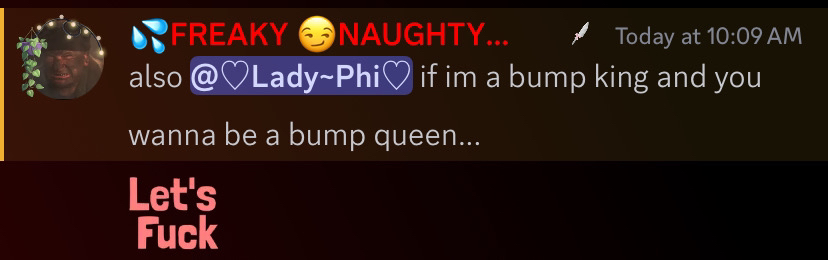 💦FREAKY 😏NAUGHTY... Today at 10:09 AM
also @♡Lady~Phi♡ if im a bump king and you
wanna be a bump queen...
Let's
Fuck